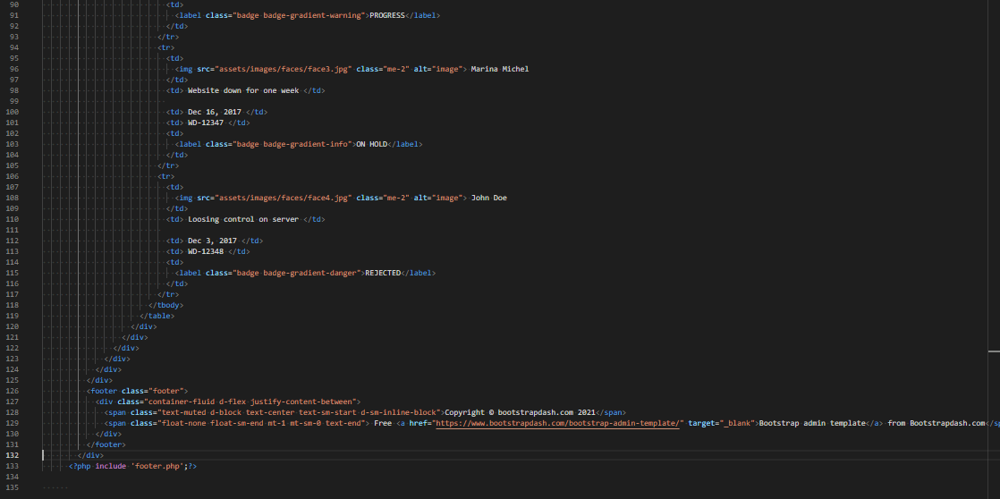 90 <td>
91 <label class="badge badge-gradient-warning">PROGRESS</label>
92 </td>
93 </tr>
94 <tr>
95 <td>
96 <img src="assets/images/faces/face3.jpg" class="me-2" alt="image"> Marina Michel
97 </td>
98 <td> Website down for one week </td>
99
100 <td> Dec 16, 2017 </td>
101 <td> WD-12347 </td>
102 <td>
103 <label class="badge badge-gradient-info">ON HOLD</label>
104 </td>
105 </tr>
106 <tr>
107 <td>
108 <img src="assets/images/faces/face4.jpg" class="me-2" alt="image"> John Doe
109 </td>
110 <td> Loosing control on server </td>
111
112 <td> Dec 3, 2017 </td>
113 <td> WD-12348 </td>
114 <td>
115 <label class="badge badge-gradient-danger">REJECTED</label>
116 </td>
117 </tr>
118 </tbody>
119 </table>
120 </div>
121 </div>
122 </div>
123 </div>
124 </div>
125 </div>
126 <footer class="footer">
127 <div class="container-fluid d-flex justify-content-between">
128 <span class="text-muted d-block text-center text-sm-start d-sm-inline-block">Copyright © bootstrapdash.com 2021</span>
129 <span class="float-none float-sm-end mt-1 mt-sm-0 text-end"> Free <a href="https://www.bootstrapdash.com/bootstrap-admin-template/" target="_blank">Bootstrap admin template</a> from Bootstrapdash.com</sp
130 </div>
131 </footer>
132 </div>
133 <?php include 'footer.php';?>
134
135